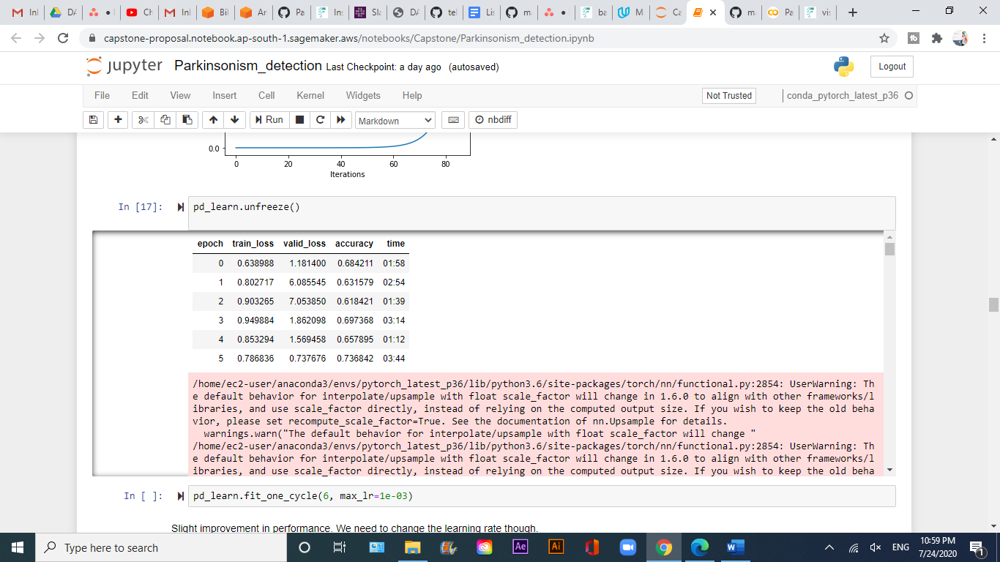 InI
DA
Ch
Inl
Bil
An
Pa
Ins
Sla
DA
tel
Lis
m
ba
M
Ca
m
Pa
vis
capstone-proposal.notebook.ap-south-1.sagemaker.aws/notebooks/Capstone/Parkinsonism_detection.ipynb
jupyter Parkinsonism_detection Last Checkpoint: a day ago (autosaved)
Logout
File Edit View Insert Cell Kernel Widgets Help
Not Trusted
conda_pytorch_latest_p36
Run
Markdown
nbdiff
0.0
0 20 40 60 80
Iterations
In [17]: pd_learn.unfreeze()
epoch train_loss valid_loss accuracy time
0 0.638988 1.181400 0.684211 01:58
1 0.802717 6.085545 0.631579 02:54
2 0.903265 7.053850 0.618421 01:39
3 0.949884 1.862098 0.697368 03:14
4 0.853294 1.569458 0.657895 01:12
5 0.786836 0.737676 0.736842 03:44
/home/ec2-user/anaconda3/envs/pytorch_latest_p36/lib/python3.6/site-packages/torch/nn/functional.py:2854: UserWarning: Th
e default behavior for interpolate/upsample with float scale_factor will change in 1.6.0 to align with other frameworks/l
ibraries, and use scale_factor directly, instead of relying on the computed output size. If you wish to keep the old beha
vior, please set recompute_scale_factor=True. See the documentation of nn.Upsample for details.
warnings.warn("The default behavior for interpolate/upsample with float scale_factor will change "
/home/ec2-user/anaconda3/envs/pytorch_latest_p36/lib/python3.6/site-packages/torch/nn/functional.py:2854: UserWarning: Th
e default behavior for interpolate/upsample with float scale_factor will change in 1.6.0 to align with other frameworks/l
ibraries, and use scale_factor directly, instead of relying on the computed output size. If you wish to keep the old beha
In [ ]: pd_learn.fit_one_cycle(6, max_lr=1e-03)
Slight improvement in performance. We need to change the learning rate though.
Type here to search
Ae
Ai
ENG
10:59 PM
7/24/2020
1